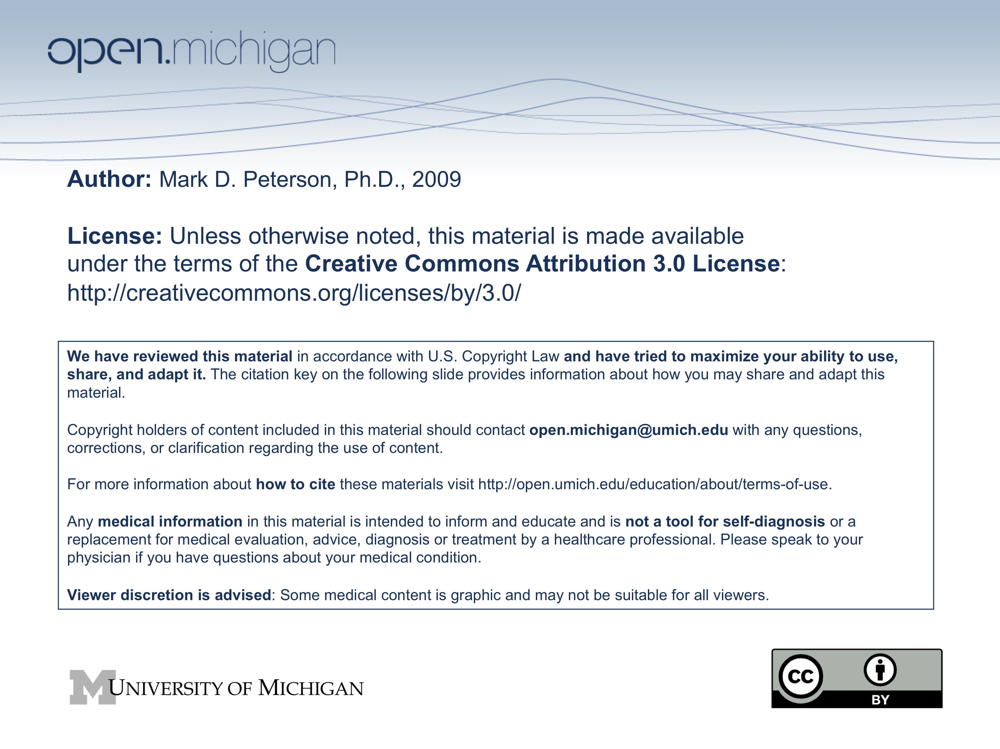 open.michigan
Author: Mark D. Peterson, Ph.D., 2009
License: Unless otherwise noted, this material is made available
under the terms of the Creative Commons Attribution 3.0 License:
http://creativecommons.org/licenses/by/3.0/
We have reviewed this material in accordance with U.S. Copyright Law and have tried to maximize your ability to use,
share, and adapt it. The citation key on the following slide provides information about how you may share and adapt this
material.
Copyright holders of content included in this material should contact open.michigan@umich.edu with any questions,
corrections, or clarification regarding the use of content.
For more information about how to cite these materials visit http://open.umich.edu/education/about/terms-of-use.
Any medical information in this material is intended to inform and educate and is not a tool for self-diagnosis or a
replacement for medical evaluation, advice, diagnosis or treatment by a healthcare professional. Please speak to your
physician if you have questions about your medical condition.
Viewer discretion is advised: Some medical content is graphic and may not be suitable for all viewers.
M UNIVERSITY OF MICHIGAN
cc
BY